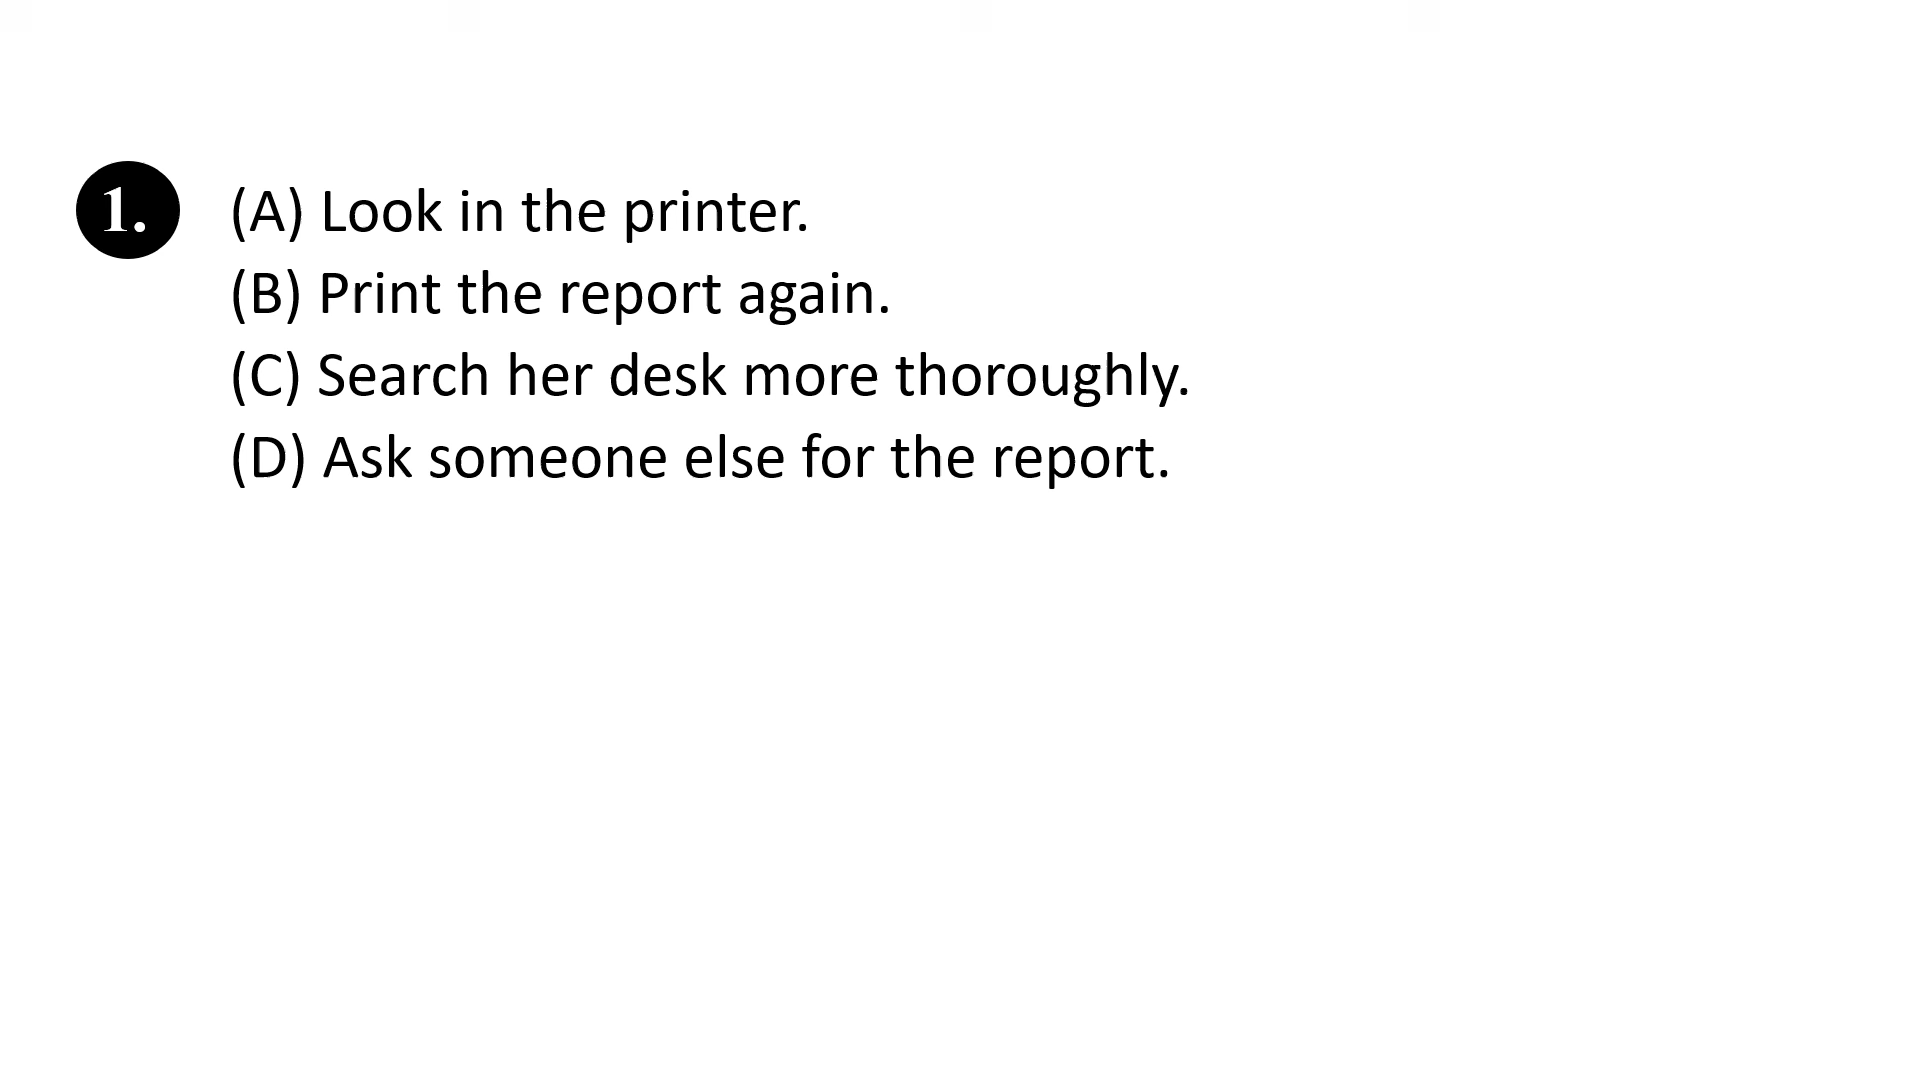 1. (A) Look in the printer.
(B) Print the report again.
(C) Search her desk more thoroughly.
(D) Ask someone else for the report.